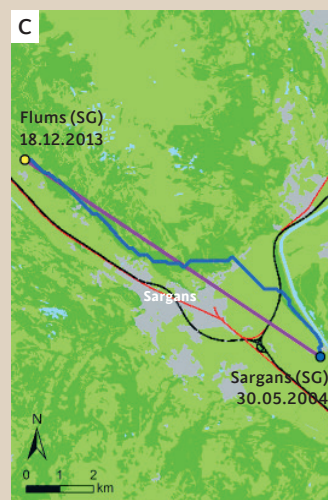 C
Flums (SG)
18.12.2013
Sargans
Sargans (SG)
30.05.2004
N
0 1 2
km